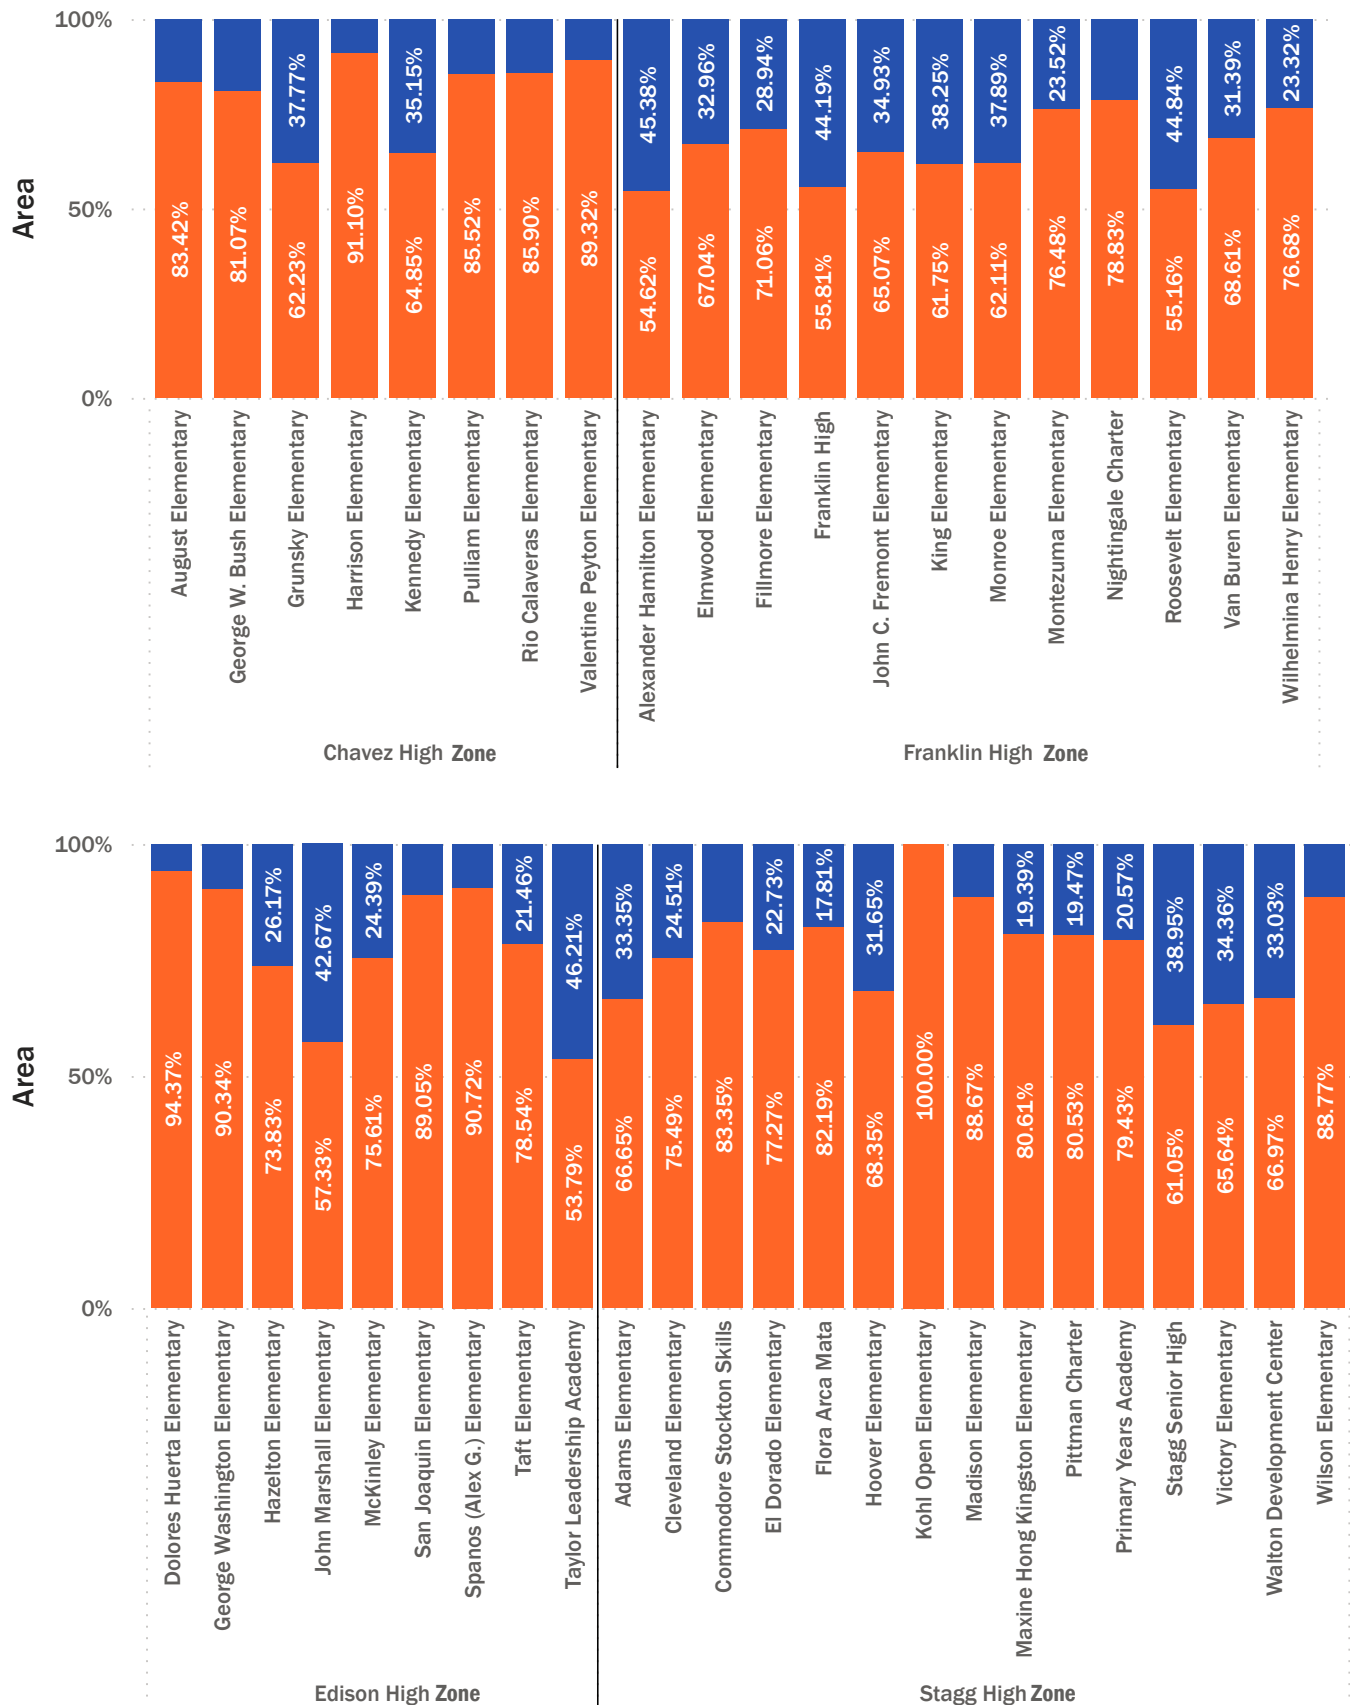 Area
100%
50%
0%
37.77%
35.15%
45.38%
32.96%
28.94%
44.19%
34.93%
38.25%
37.89%
23.52%
44.84%
31.39%
23.32%
83.42%
81.07%
62.23%
91.10%
64.85%
85.52%
85.90%
89.32%
54.62%
67.04%
71.06%
55.81%
65.07%
61.75%
62.11%
76.48%
78.83%
55.16%
68.61%
76.68%
August Elementary
George W. Bush Elementary
Grunsky Elementary
Harrison Elementary
Kennedy Elementary
Pulliam Elementary
Rio Calaveras Elementary
Valentine Peyton Elementary
Alexander Hamilton Elementary
Elmwood Elementary
Fillmore Elementary
Franklin High
John C. Fremont Elementary
King Elementary
Monroe Elementary
Montezuma Elementary
Nightingale Charter
Roosevelt Elementary
Van Buren Elementary
Wilhelmina Henry Elementary
Chavez High Zone
Franklin High Zone
Area
100%
50%
0%
26.17%
42.67%
24.39%
21.46%
46.21%
33.35%
24.51%
22.73%
17.81%
31.65%
19.39%
19.47%
20.57%
38.95%
34.36%
33.03%
94.37%
90.34%
73.83%
57.33%
75.61%
89.05%
90.72%
78.54%
53.79%
66.65%
75.49%
83.35%
77.27%
82.19%
68.35%
100.00%
88.67%
80.61%
80.53%
79.43%
61.05%
65.64%
66.97%
88.77%
Dolores Huerta Elementary
George Washington Elementary
Hazelton Elementary
John Marshall Elementary
McKinley Elementary
San Joaquin Elementary
Spanos (Alex G.) Elementary
Taft Elementary
Taylor Leadership Academy
Adams Elementary
Cleveland Elementary
Commodore Stockton Skills
El Dorado Elementary
Flora Arca Mata
Hoover Elementary
Kohl Open Elementary
Madison Elementary
Maxine Hong Kingston Elementary
Pittman Charter
Primary Years Academy
Stagg Senior High
Victory Elementary
Walton Development Center
Wilson Elementary
Edison High Zone
Stagg High Zone